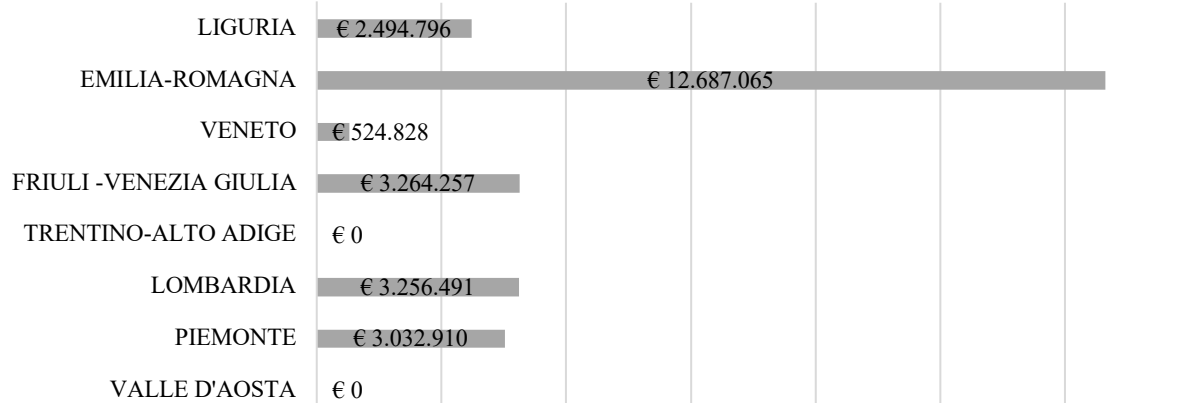 LIGURIA € 2.494.796
EMILIA-ROMAGNA € 12.687.065
VENETO € 524.828
FRIULI -VENEZIA GIULIA € 3.264.257
TRENTINO-ALTO ADIGE € 0
LOMBARDIA € 3.256.491
PIEMONTE € 3.032.910
VALLE D'AOSTA € 0